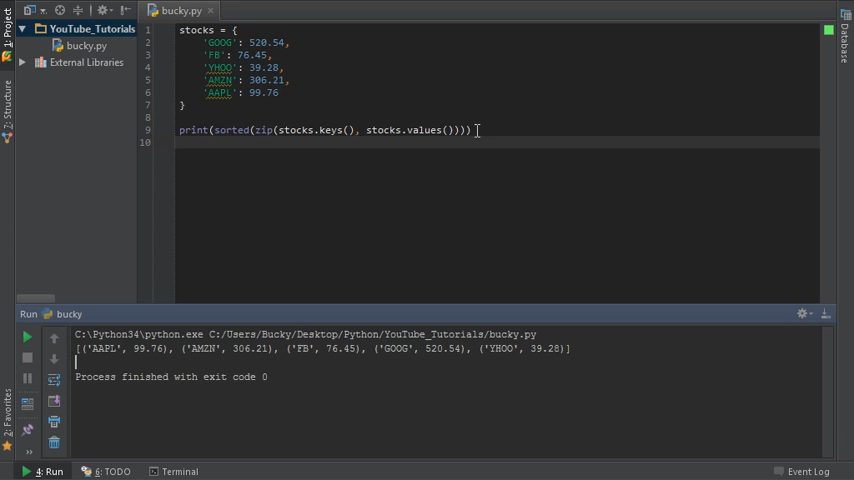 YouTube_Tutorials
bucky.py
External Libraries
1: Project
7: Structure
2: Favorites
bucky.py
1 stocks = {
2 'GOOG': 520.54,
3 'FB': 76.45,
4 'YHOO': 39.28,
5 'AMZN': 306.21,
6 'AAPL': 99.76
7 }
8
9 print(sorted(zip(stocks.keys(), stocks.values())))
10
Database
Run bucky
C:\Python34\python.exe C:/Users/Bucky/Desktop/Python/YouTube_Tutorials/bucky.py
[('AAPL', 99.76), ('AMZN', 306.21), ('FB', 76.45), ('GOOG', 520.54), ('YHOO', 39.28)]
Process finished with exit code 0
4: Run 6: TODO Terminal Event Log